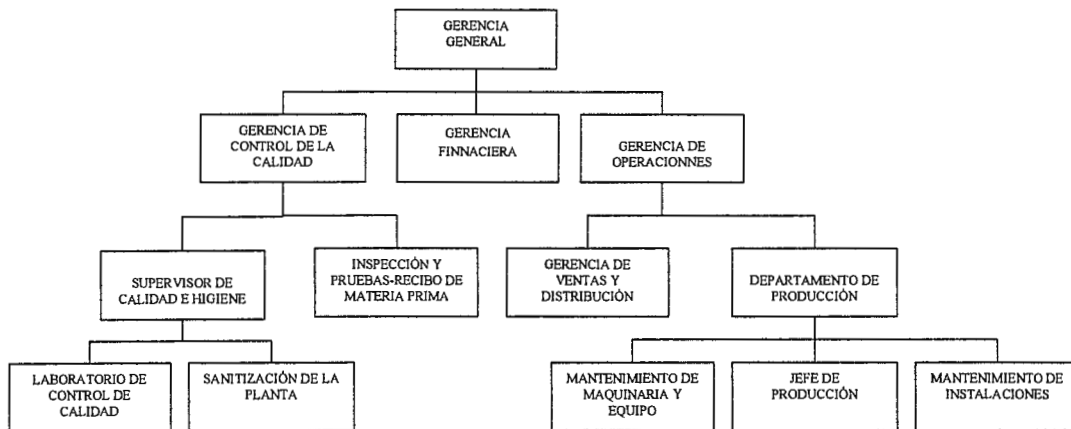 GERENCIA
GENERAL
GERENCIA DE
CONTROL DE LA
CALIDAD
GERENCIA
FINNACIERA
GERENCIA DE
OPERACIONNES
SUPERVISOR DE
CALIDAD E HIGIENE
INSPECCIÓN Y
PRUEBAS-RECIBO DE
MATERIA PRIMA
GERENCIA DE
VENTAS Y
DISTRIBUCIÓN
DEPARTAMENTO DE
PRODUCCIÓN
LABORATORIO DE
CONTROL DE
CALIDAD
SANITIZACIÓN DE LA
PLANTA
MANTENIMIENTO DE
MAQUINARIA Y
EQUIPO
JEFE DE
PRODUCCIÓN
MANTENIMIENTO DE
INSTALACIONES